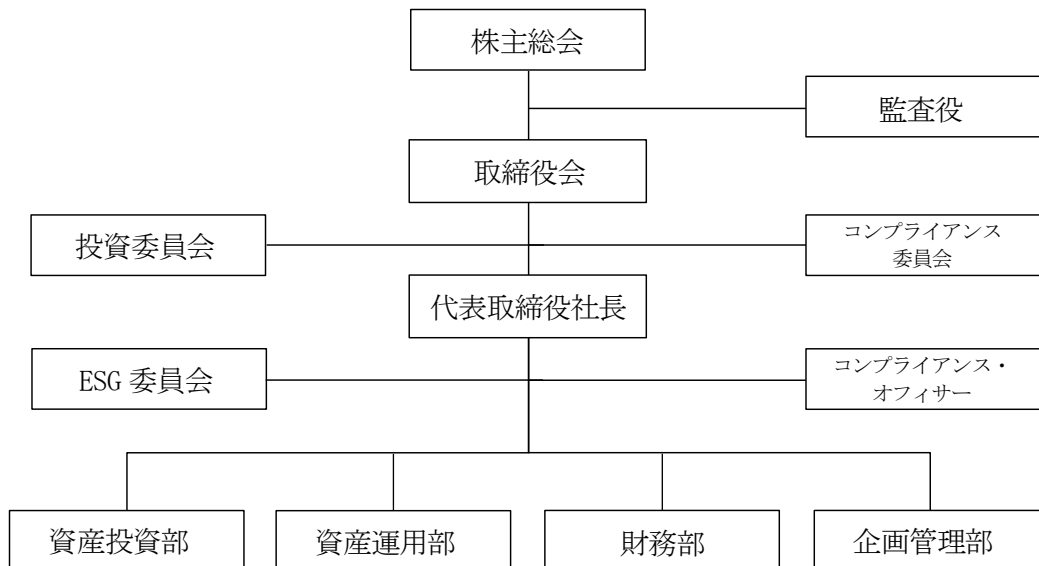 株主総会
監査役
取締役会
投資委員会
コンプライアンス
委員会
代表取締役社長
ESG 委員会
コンプライアンス・
オフィサー
資産投資部
資産運用部
財務部
企画管理部